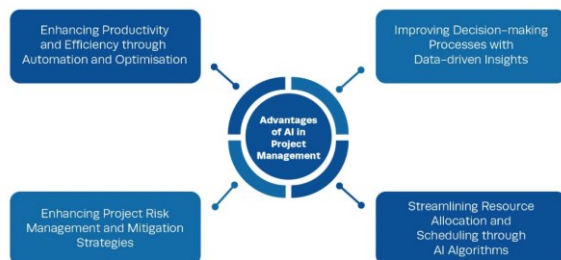 Enhancing Productivity
and Efficiency through
Automation and Optimisation
Improving Decision-making
Processes with
Data-driven Insights
Advantages
of AI in
Project
Management
Enhancing Project Risk
Management and Mitigation
Strategies
Streamlining Resource
Allocation and
Scheduling through
AI Algorithms